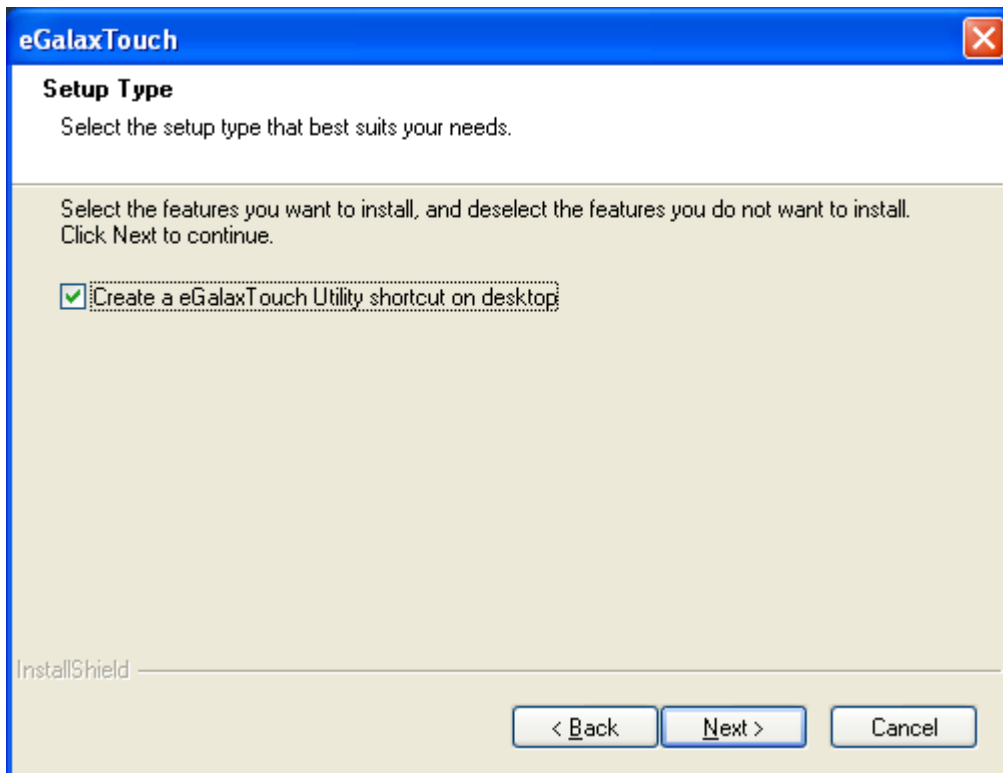 eGalaxTouch
Setup Type
Select the setup type that best suits your needs.
Select the features you want to install, and deselect the features you do not want to install.
Click Next to continue.
Create a eGalaxTouch Utility shortcut on desktop
InstallShield
< Back
Next >
Cancel